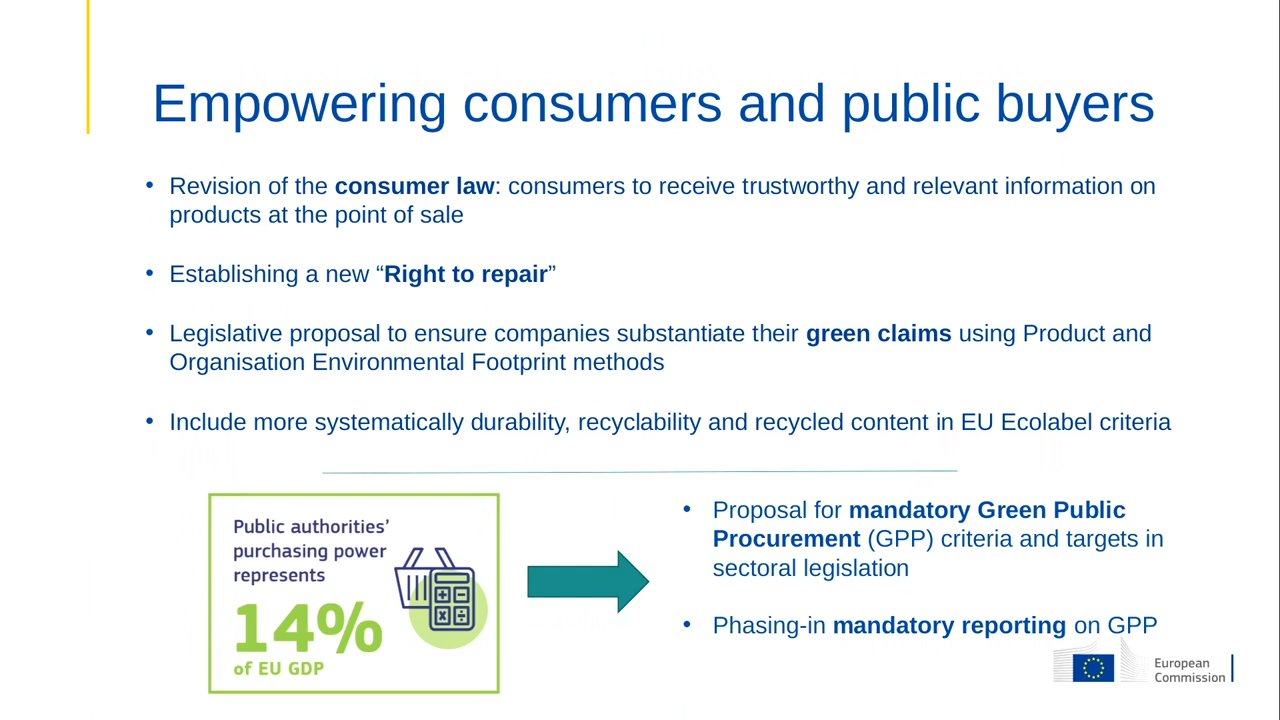 Empowering consumers and public buyers
• Revision of the consumer law: consumers to receive trustworthy and relevant information on
products at the point of sale
• Establishing a new “Right to repair”
• Legislative proposal to ensure companies substantiate their green claims using Product and
Organisation Environmental Footprint methods
• Include more systematically durability, recyclability and recycled content in EU Ecolabel criteria
Public authorities’
purchasing power
represents
14%
of EU GDP
• Proposal for mandatory Green Public
Procurement (GPP) criteria and targets in
sectoral legislation
• Phasing-in mandatory reporting on GPP
European
Commission